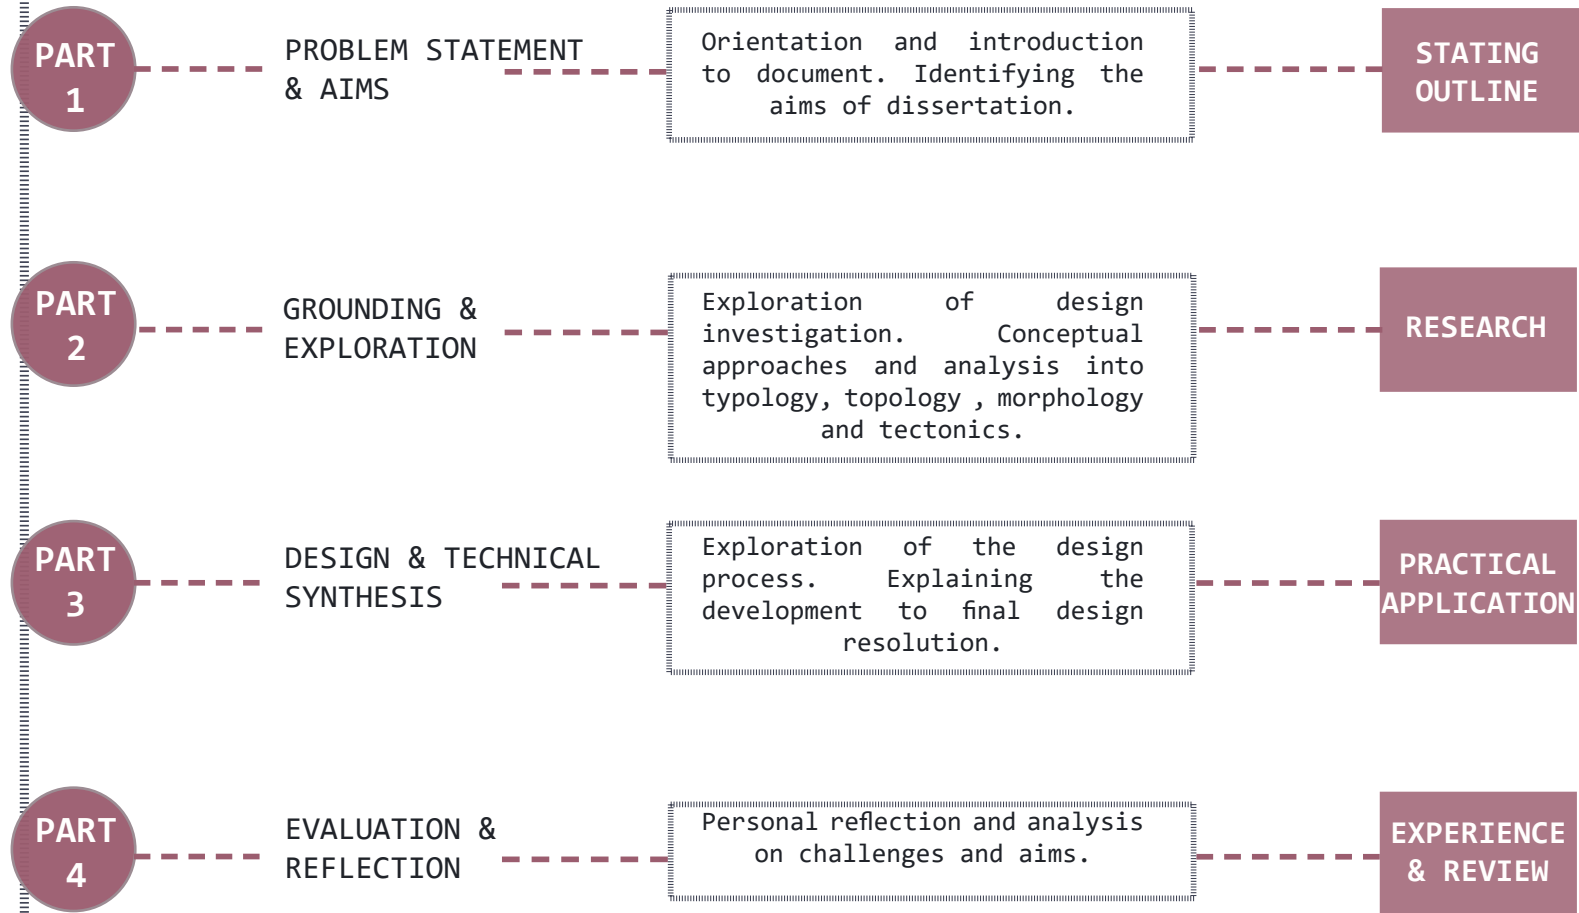 PART
1
PROBLEM STATEMENT
& AIMS
Orientation and introduction
to document. Identifying the
aims of dissertation.
STATING
OUTLINE
PART
2
GROUNDING &
EXPLORATION
Exploration of design
investigation. Conceptual
approaches and analysis into
typology, topology , morphology
and tectonics.
RESEARCH
PART
3
DESIGN & TECHNICAL
SYNTHESIS
Exploration of the design
process. Explaining the
development to final design
resolution.
PRACTICAL
APPLICATION
PART
4
EVALUATION &
REFLECTION
Personal reflection and analysis
on challenges and aims.
EXPERIENCE
& REVIEW